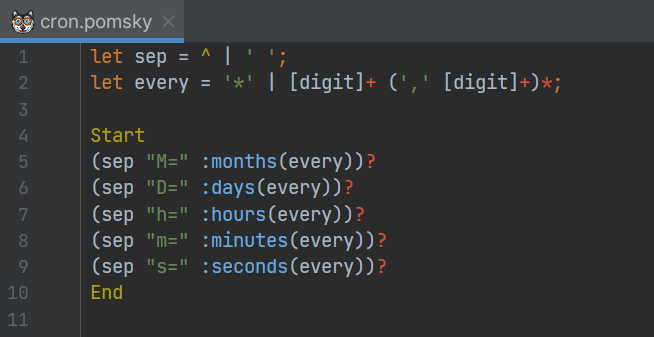 cron.pomsky
1 let sep = ^ | ' ';
2 let every = '*' | [digit]+ (',' [digit]+)*;
3
4 Start
5 (sep "M=" :months(every))?
6 (sep "D=" :days(every))?
7 (sep "h=" :hours(every))?
8 (sep "m=" :minutes(every))?
9 (sep "s=" :seconds(every))?
10 End
11